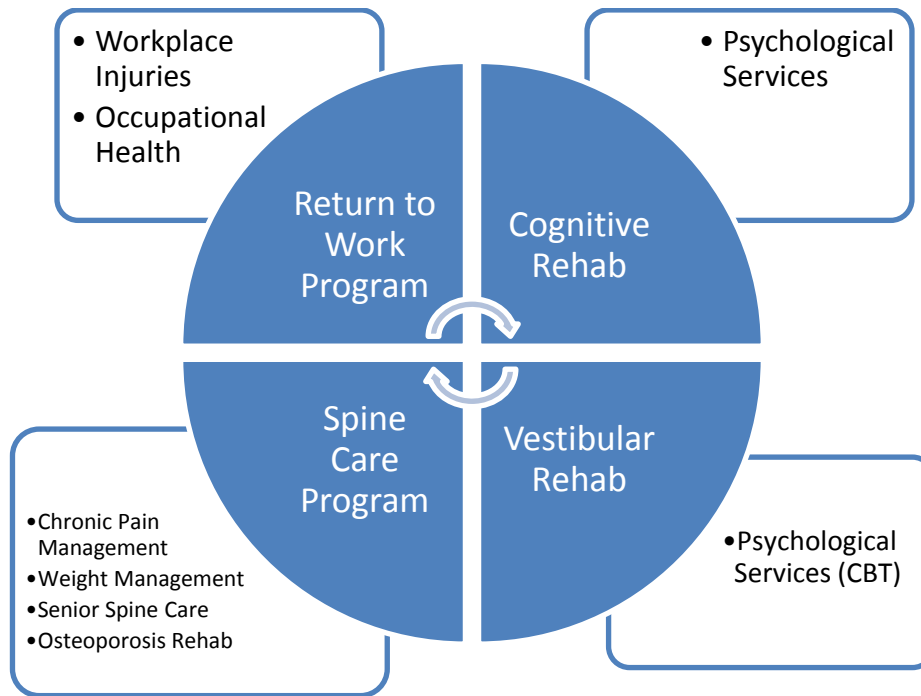 • Workplace
Injuries
• Occupational
Health
• Psychological
Services
Return to
Work
Program
Cognitive
Rehab
Spine
Care
Program
Vestibular
Rehab
•Chronic Pain
Management
•Weight Management
•Senior Spine Care
•Osteoporosis Rehab
•Psychological
Services (CBT)